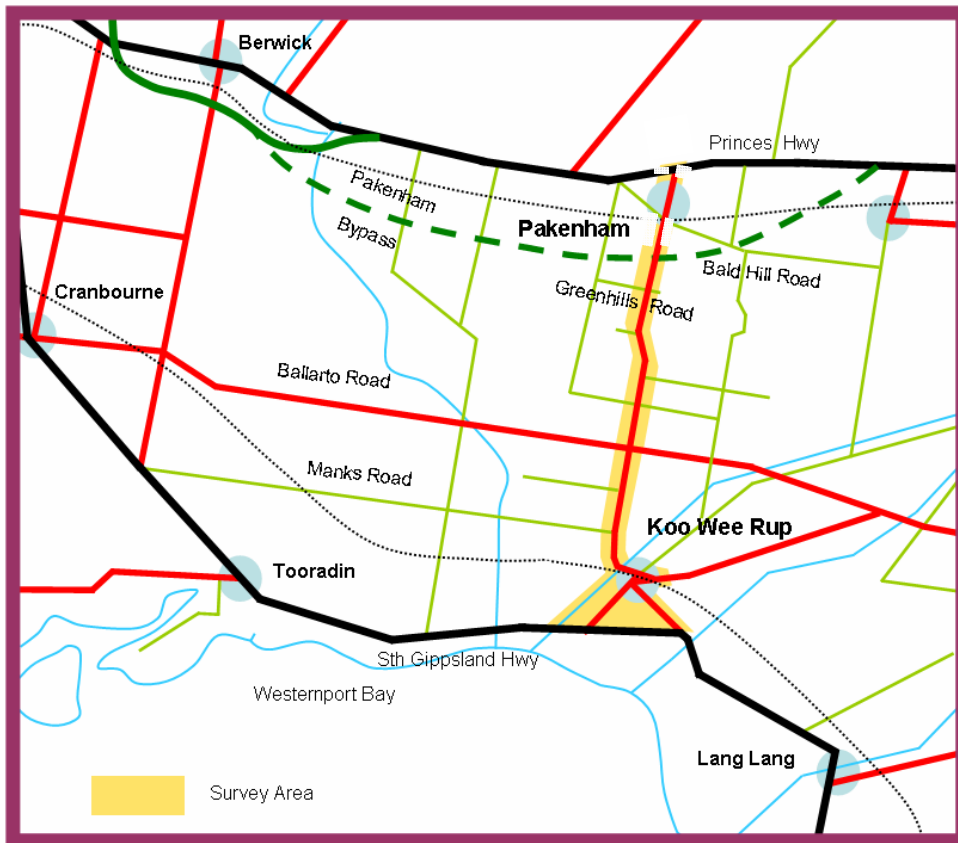 Berwick
Princes Hwy
Pakenham
Bypass
Pakenham
Bald Hill Road
Greenhills Road
Cranbourne
Ballarto Road
Manks Road
Koo Wee Rup
Tooradin
Sth Gippsland Hwy
Westernport Bay
Lang Lang
Survey Area